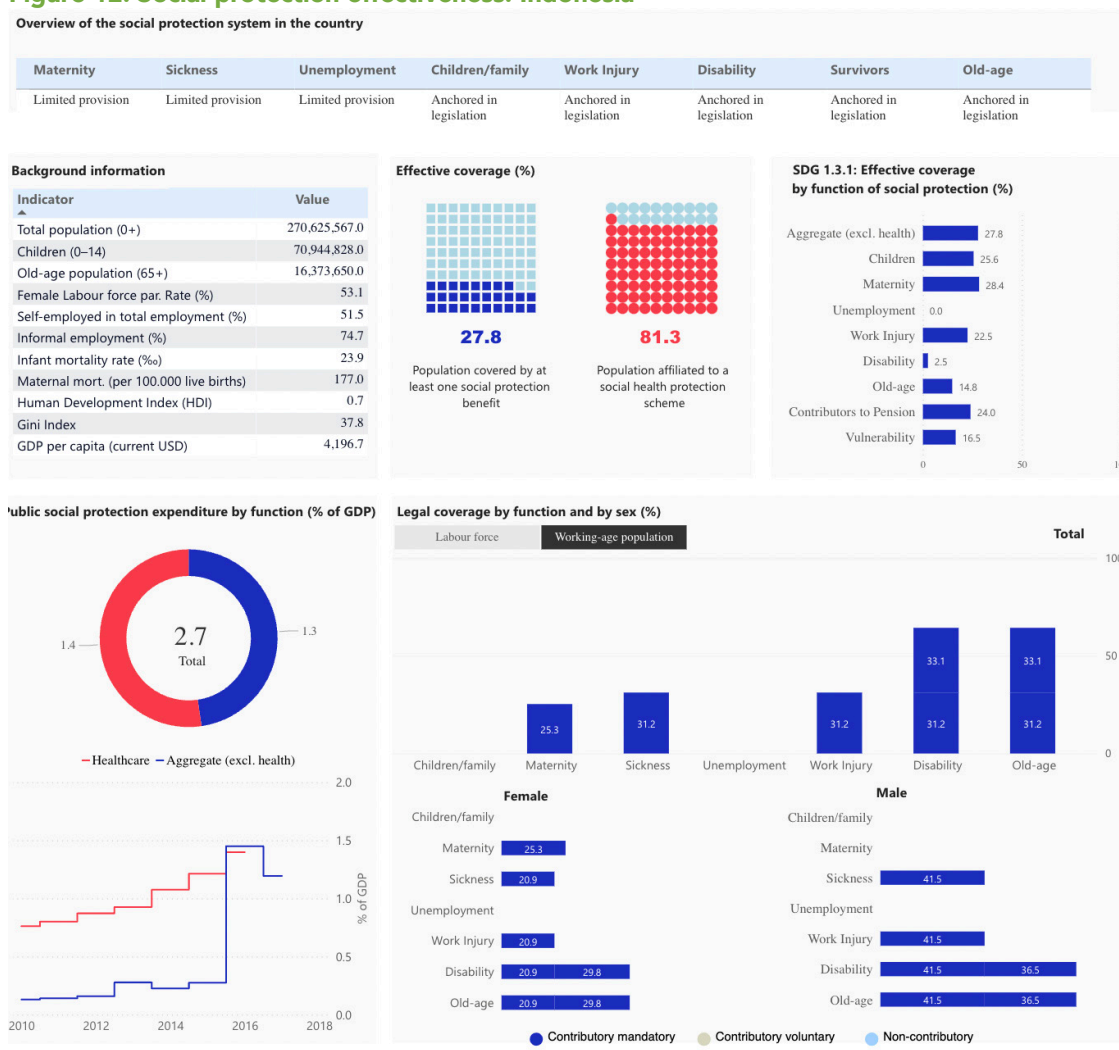 Figure 12. Social protection effectiveness: Indonesia
Overview of the social protection system in the country
Maternity Sickness Unemployment Children/family Work Injury Disability Survivors Old-age
Limited provision Limited provision Limited provision Anchored in Anchored in Anchored in Anchored in Anchored in
legislation legislation legislation legislation legislation
Background information
Indicator Value
Total population (0+) 270,625,567.0
Children (0–14) 70,944,828.0
Old-age population (65+) 16,373,650.0
Female Labour force par. Rate (%) 53.1
Self-employed in total employment (%) 51.5
Informal employment (%) 74.7
Infant mortality rate (‰) 23.9
Maternal mort. (per 100.000 live births) 177.0
Human Development Index (HDI) 0.7
Gini Index 37.8
GDP per capita (current USD) 4,196.7
Effective coverage (%)
27.8 81.3
Population covered by at Population affiliated to a
least one social protection social health protection
benefit scheme
SDG 1.3.1: Effective coverage
by function of social protection (%)
Aggregate (excl. health) 27.8
Children 25.6
Maternity 28.4
Unemployment 0.0
Work Injury 22.5
Disability 2.5
Old-age 14.8
Contributors to Pension 24.0
Vulnerability 16.5
0 50 1
Public social protection expenditure by function (% of GDP)
1.4 2.7 1.3
Total
Healthcare Aggregate (excl. health)
2.0
1.5
1.0
0.5
0.0
% of GDP
2010 2012 2014 2016 2018
Legal coverage by function and by sex (%)
Labour force Working-age population
Total
100
50
0
33.1 33.1
25.3 31.2 31.2 31.2 31.2
Children/family Maternity Sickness Unemployment Work Injury Disability Old-age
Female
Children/family
Maternity 25.3
Sickness 20.9
Unemployment
Work Injury 20.9
Disability 20.9 29.8
Old-age 20.9 29.8
Male
Children/family
Maternity
Sickness 41.5
Unemployment
Work Injury 41.5
Disability 41.5 36.5
Old-age 41.5 36.5
Contributory mandatory Contributory voluntary Non-contributory